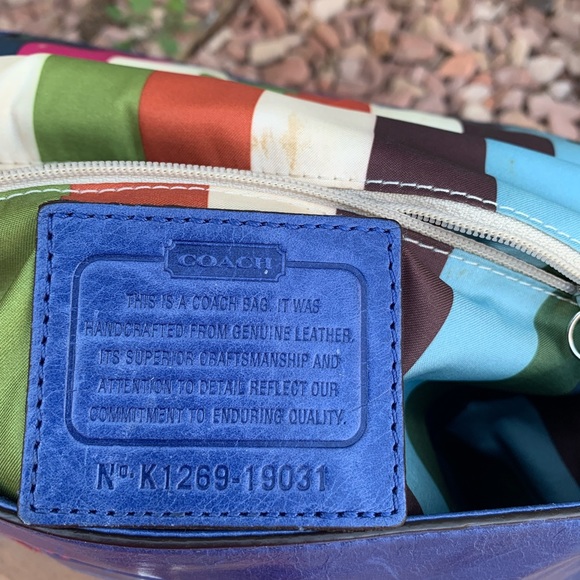 COACH
THIS IS A COACH BAG. IT WAS
HANDCRAFTED FROM GENUINE LEATHER.
ITS SUPERIOR CRAFTSMANSHIP AND
ATTENTION TO DETAIL REFLECT OUR
COMMITMENT TO ENDURING QUALITY.
No. K1269-19031